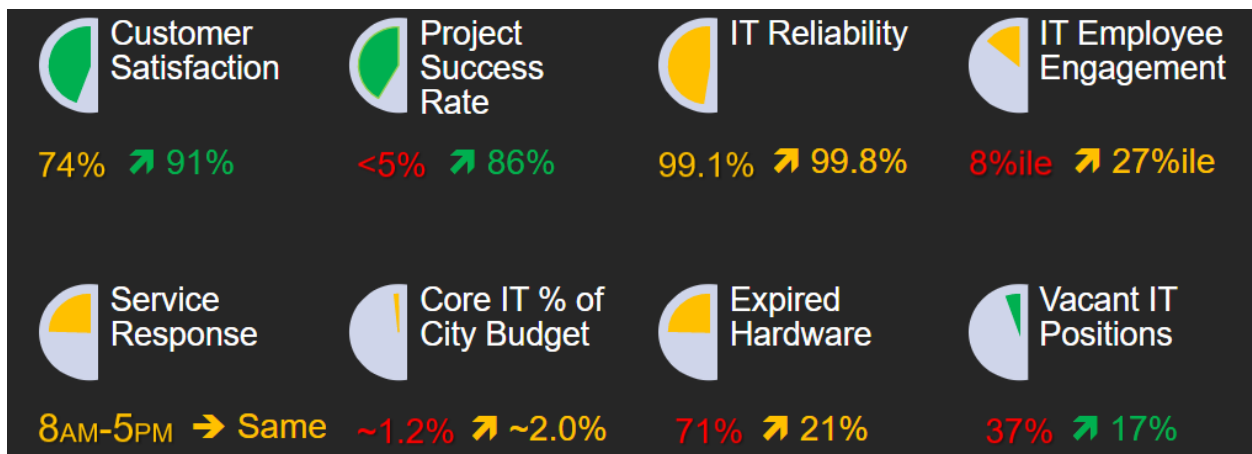 Customer
Satisfaction
74% ↗ 91%
Project
Success
Rate
<5% ↗ 86%
IT Reliability
99.1% ↗ 99.8%
IT Employee
Engagement
8%ile ↗ 27%ile
Service
Response
8AM-5PM → Same
Core IT % of
City Budget
~1.2% ↗ ~2.0%
Expired
Hardware
71% ↗ 21%
Vacant IT
Positions
37% ↗ 17%